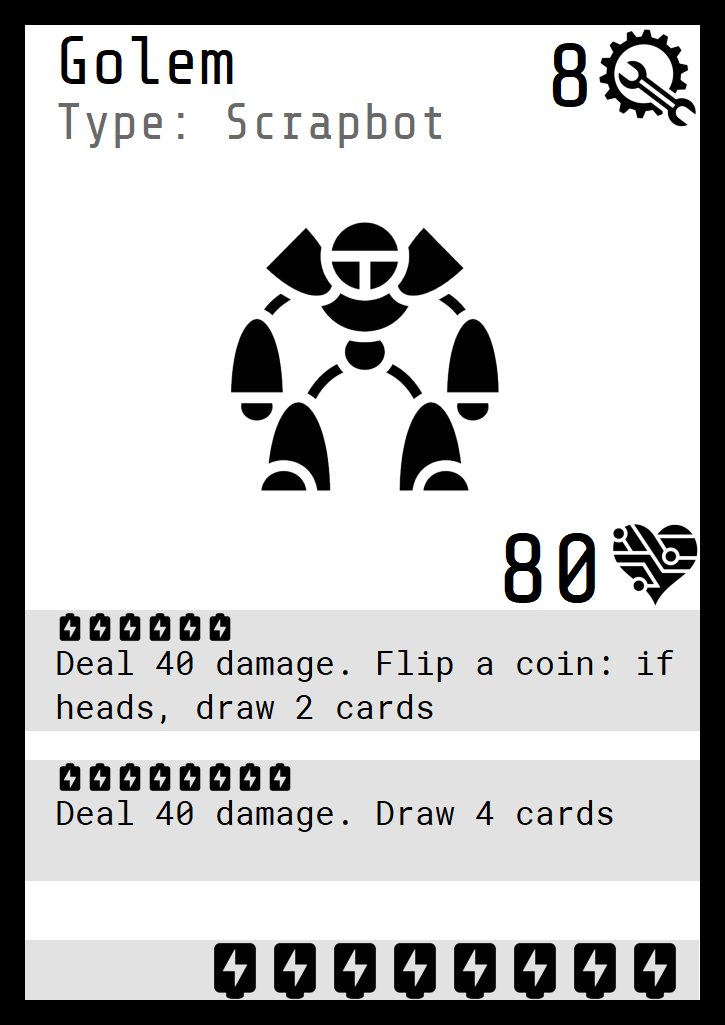 Golem
8
Type: Scrapbot
80
Deal 40 damage. Flip a coin: if
heads, draw 2 cards
Deal 40 damage. Draw 4 cards